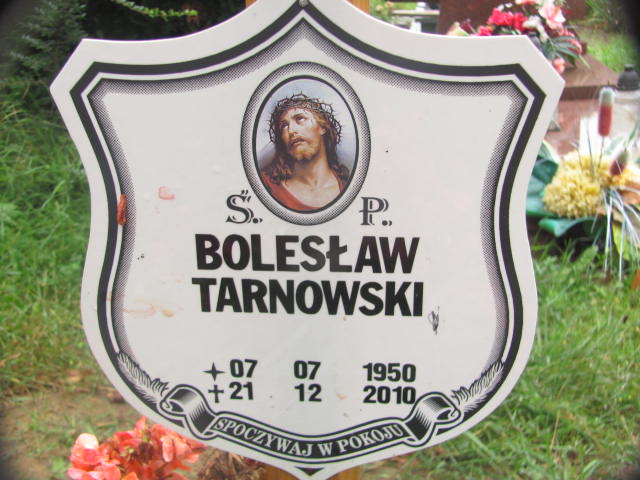 Ś. P.
BOLESŁAW
TARNOWSKI
07 07 1950
✝ 21 12 2010
SPOCZYWAJ W POKOJU